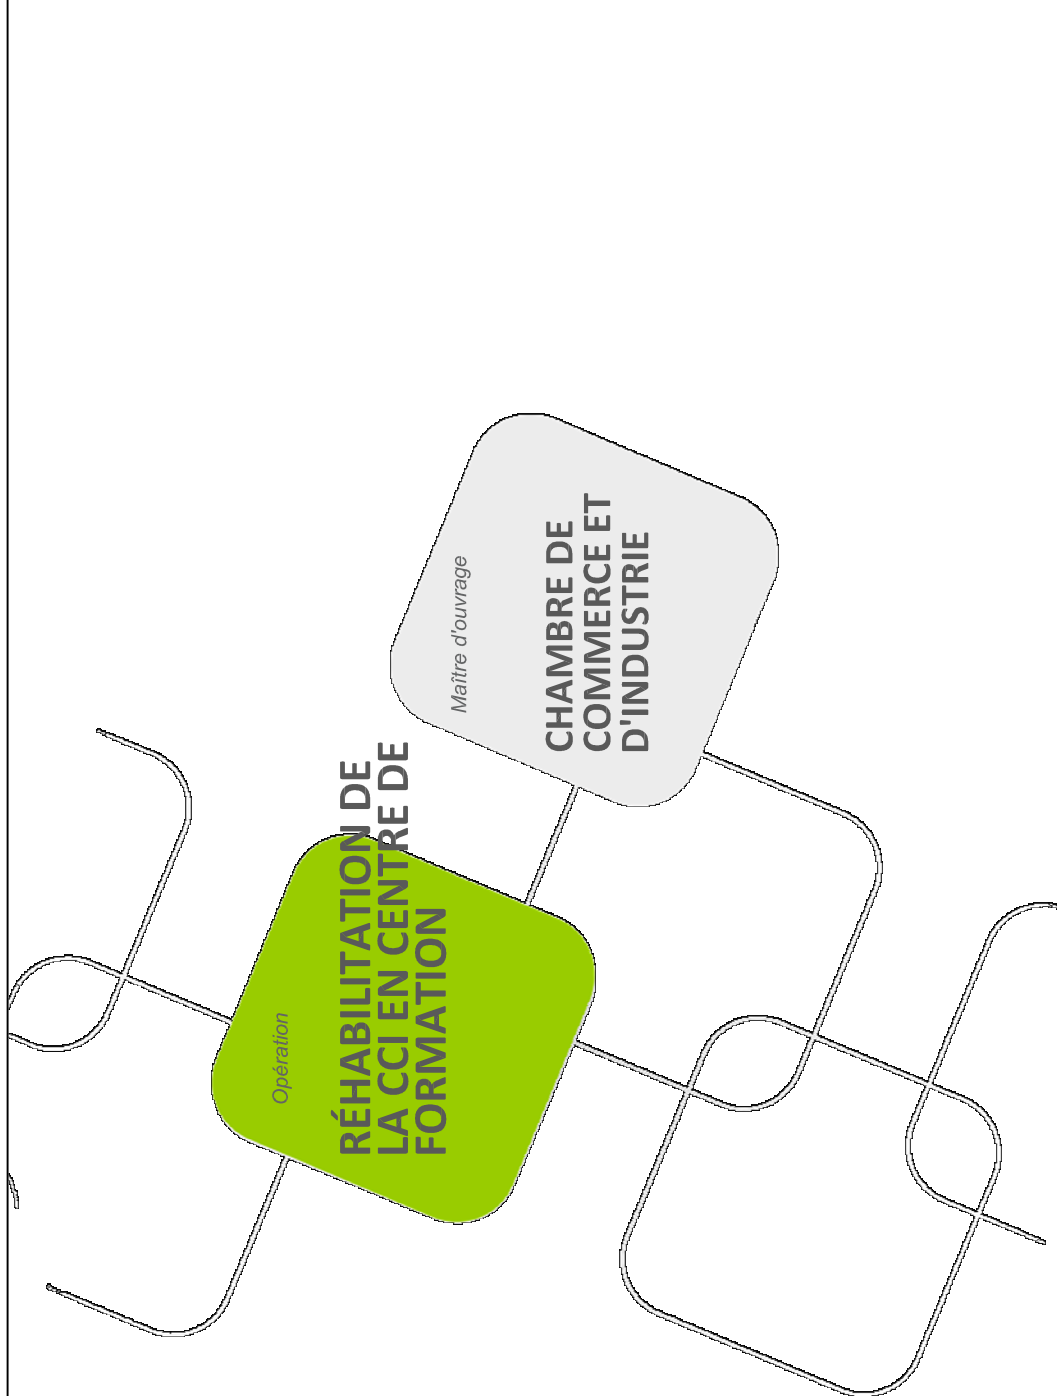 Opération
RÉHABILITATION DE
LA CCI EN CENTRE DE
FORMATION
Maître d'ouvrage
CHAMBRE DE
COMMERCE ET
D'INDUSTRIE